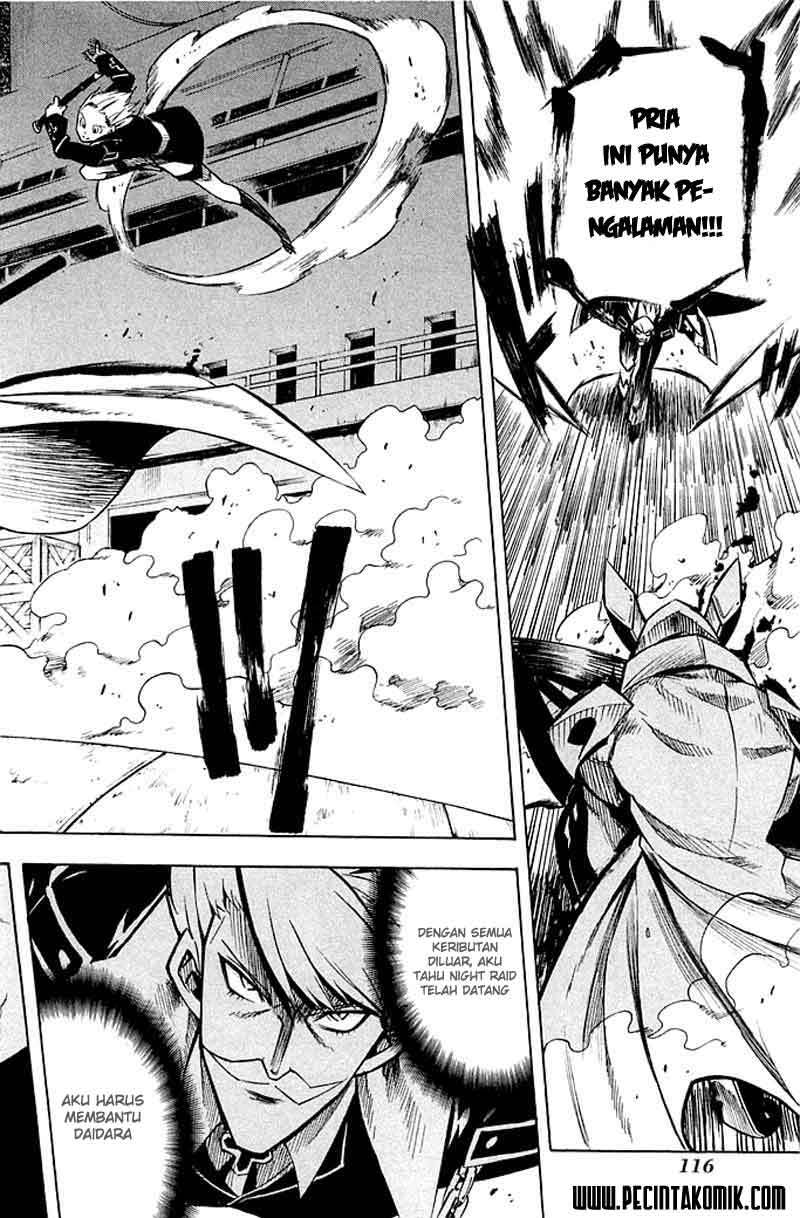 PRIA
INI PUNYA
BANYAK PE-
NGALAMAN!!!
DENGAN SEMUA
KERIBUTAN
DILUAR, AKU
TAHU NIGHT RAID
TELAH DATANG
AKU HARUS
MEMBANTU
DAIDARA
116
WWW.PECINTAKOMIK.COM